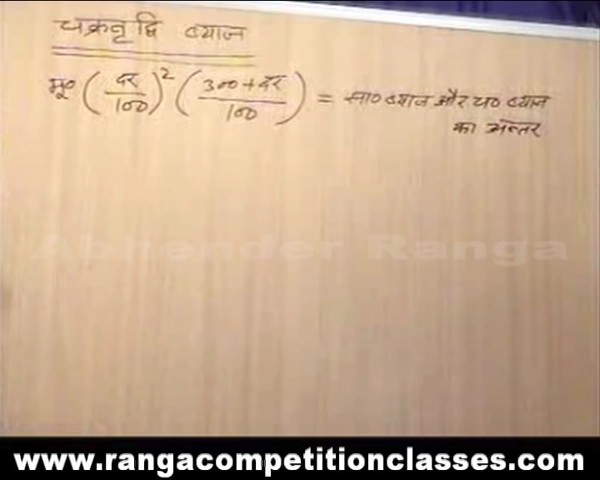 चक्रवृद्धि ब्याज
मू० (दर/100)² (300+दर/100) = सा० ब्याज और च० ब्याज
का अन्तर
Abhender Ranga
www.rangacompetitionclasses.com